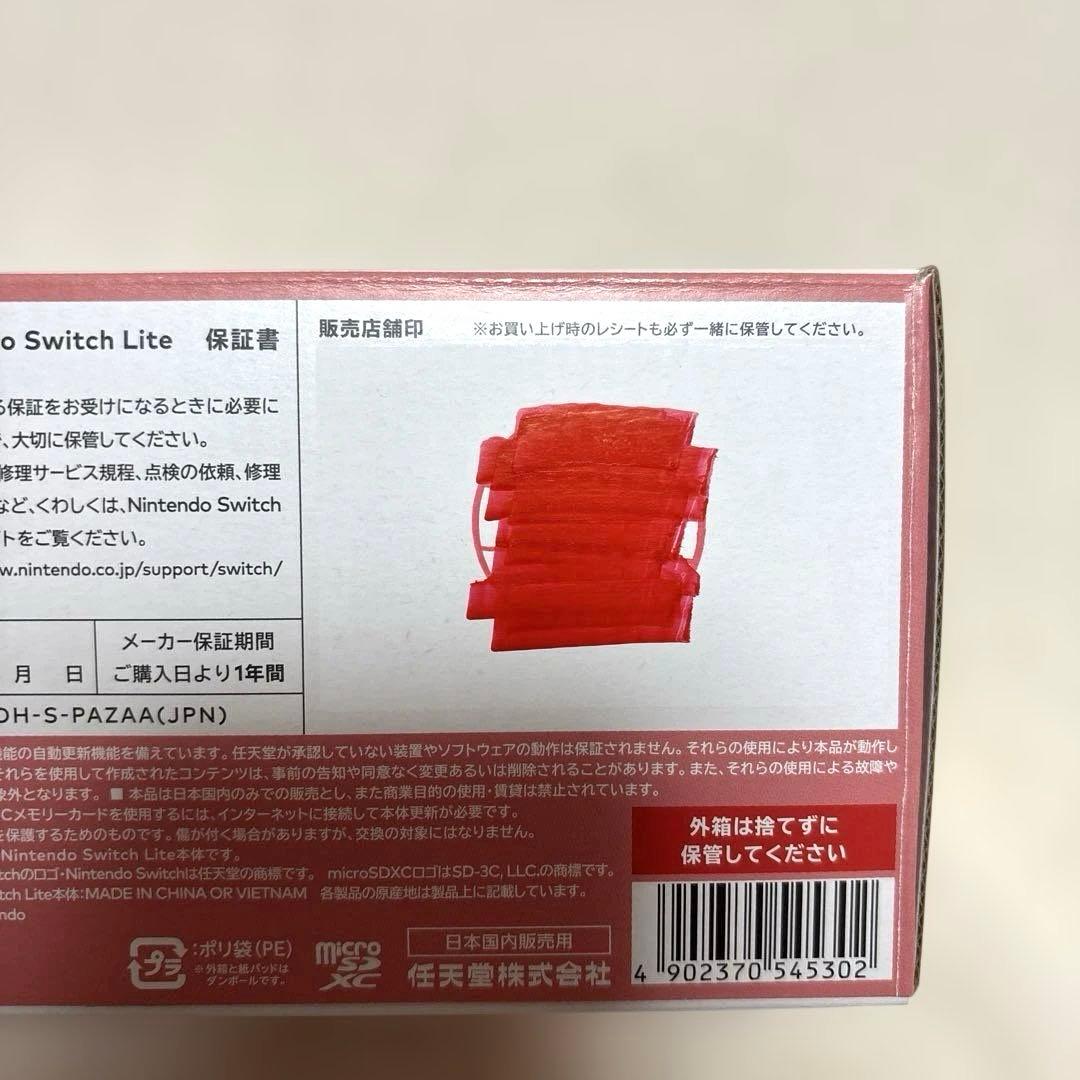 o Switch Lite 保証書
る保証をお受けになるときに必要に
、大切に保管してください。
修理サービス規程、点検の依頼、修理
など、くわしくは、Nintendo Switch
トをご覧ください。
w.nintendo.co.jp/support/switch/
月 日
メーカー保証期間
ご購入日より1年間
DH-S-PAZAA(JPN)
販売店舗印 ※お買い上げ時のレシートも必ず一緒に保管してください。
能の自動更新機能を備えています。任天堂が承認していない装置やソフトウェアの動作は保証されません。それらの使用により本品が動作し
それらを使用して作成されたコンテンツは、事前の告知や同意なく変更あるいは削除されることがあります。また、それらの使用による故障や
象外となります。■ 本品は日本国内のみでの販売とし、また商業目的の使用・賃貸は禁止されています。
Cメモリーカードを使用するには、インターネットに接続して本体更新が必要です。
を保護するためのものです。傷が付く場合がありますが、交換の対象にはなりません。
Nintendo Switch Lite本体です。
tchのロゴ・Nintendo Switchは任天堂の商標です。 microSDXCロゴはSD-3C, LLC.の商標です。
tch Lite本体:MADE IN CHINA OR VIETNAM 各製品の原産地は製品上に記載しています。
endo
プラ :ポリ袋(PE)
※外箱と紙パッドは
ダンボールです。
micro
SD
XC
日本国内販売用
任天堂株式会社
外箱は捨てずに
保管してください
4 902370 545302